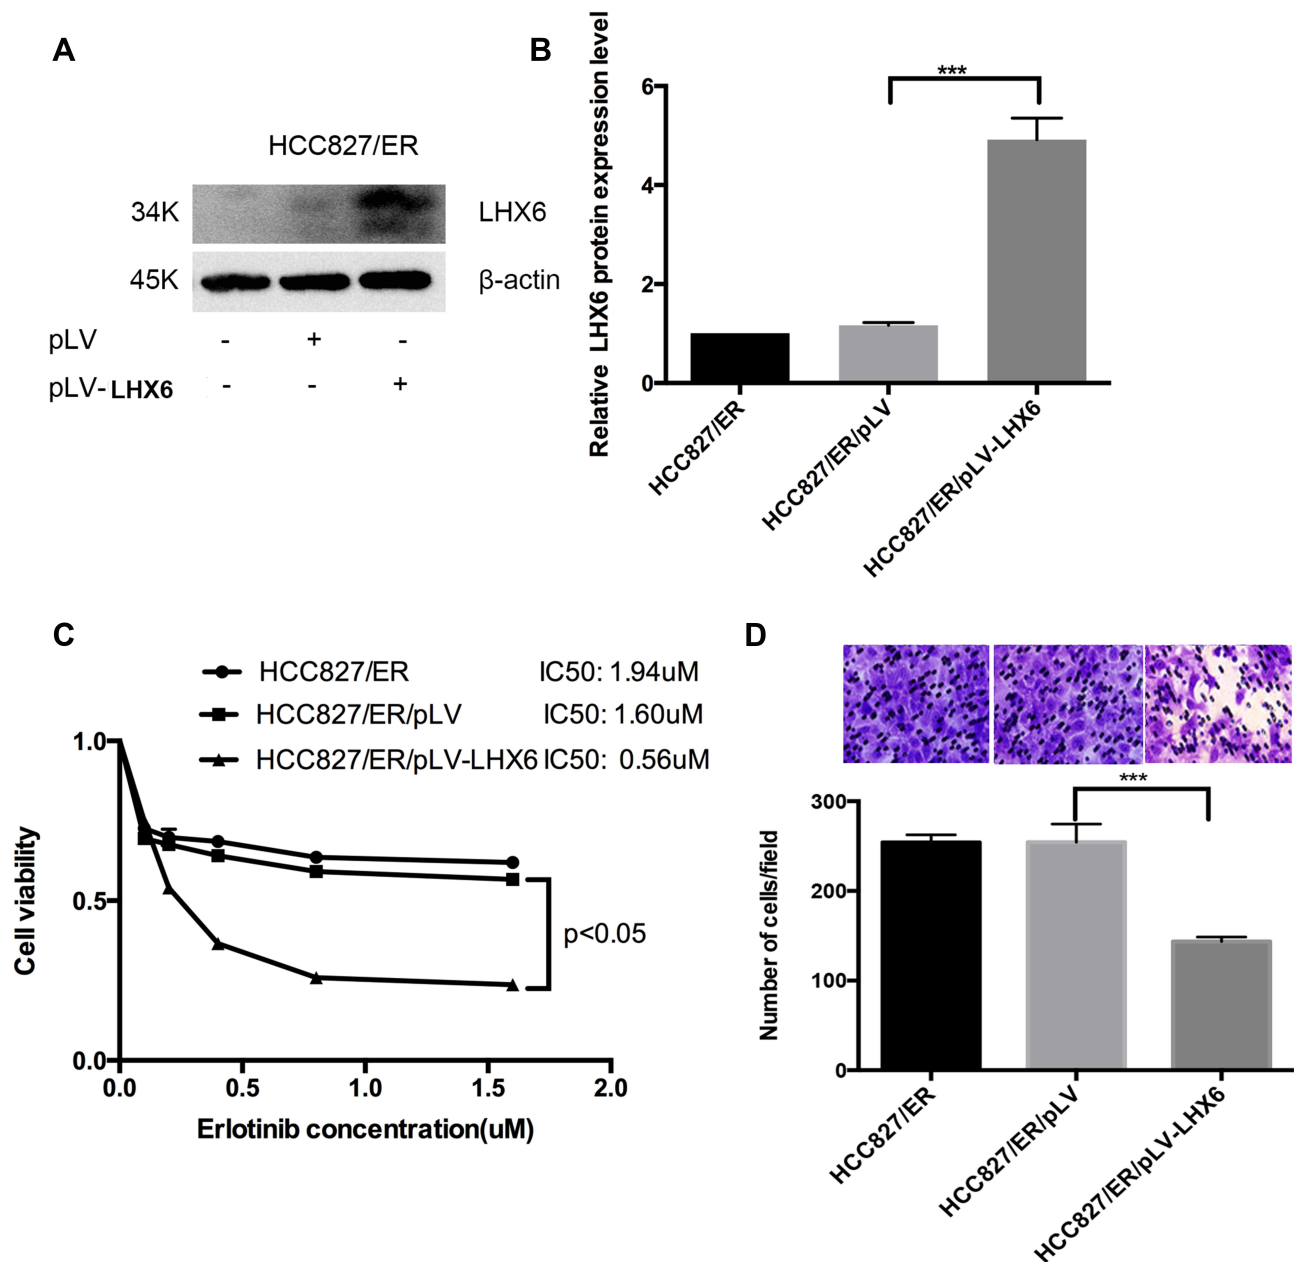 A
HCC827/ER
34K LHX6
45K β-actin
pLV - + -
pLV-LHX6 - - +
B
Relative LHX6 protein expression level
***
6
4
2
0
HCC827/ER
HCC827/ER/pLV
HCC827/ER/pLV-LHX6
C
HCC827/ER IC50: 1.94uM
HCC827/ER/pLV IC50: 1.60uM
HCC827/ER/pLV-LHX6 IC50: 0.56uM
Cell viability
1.0
0.5
0.0
p<0.05
0.0 0.5 1.0 1.5 2.0
Erlotinib concentration(uM)
D
***
Number of cells/field
300
200
100
0
HCC827/ER
HCC827/ER/pLV
HCC827/ER/pLV-LHX6